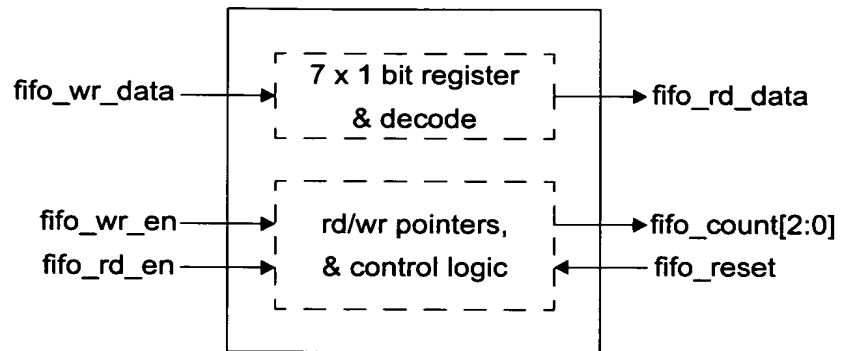 7 x 1 bit register
& decode
fifo_wr_data
fifo_rd_data
fifo_wr_en
fifo_rd_en
rd/wr pointers,
& control logic
fifo_count[2:0]
fifo_reset